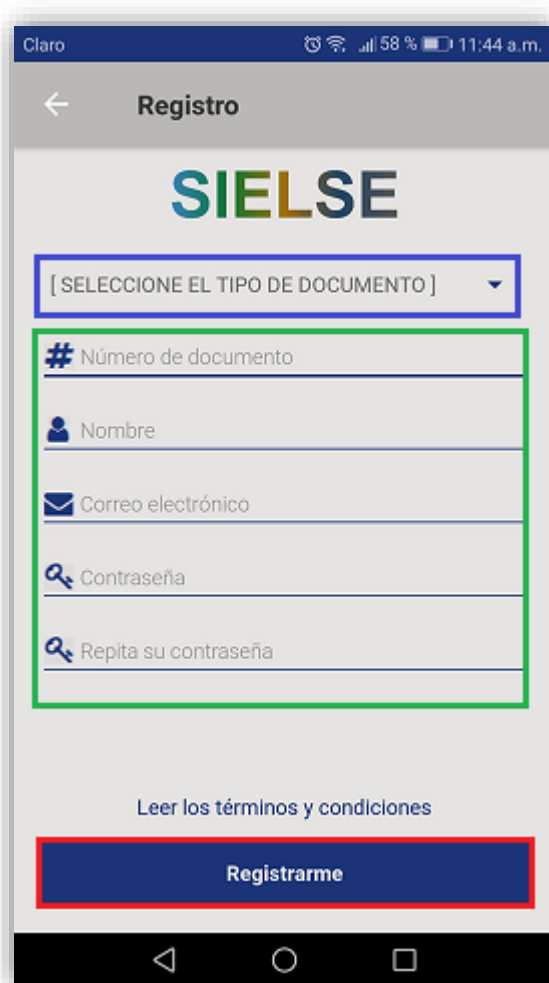 Claro 58 % 11:44 a.m.
Registro
SIELSE
[ SELECCIONE EL TIPO DE DOCUMENTO ]
# Número de documento
Nombre
Correo electrónico
Contraseña
Repita su contraseña
Leer los términos y condiciones
Registrarme